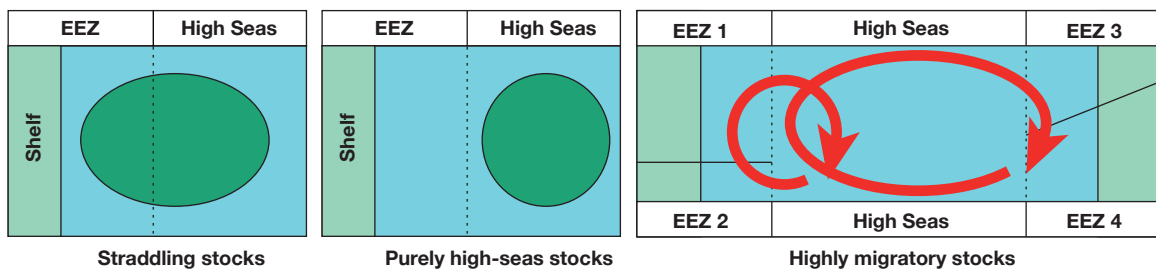 EEZ High Seas
Shelf
Straddling stocks
EEZ High Seas
Shelf
Purely high-seas stocks
EEZ 1 High Seas EEZ 3
EEZ 2 High Seas EEZ 4
Highly migratory stocks